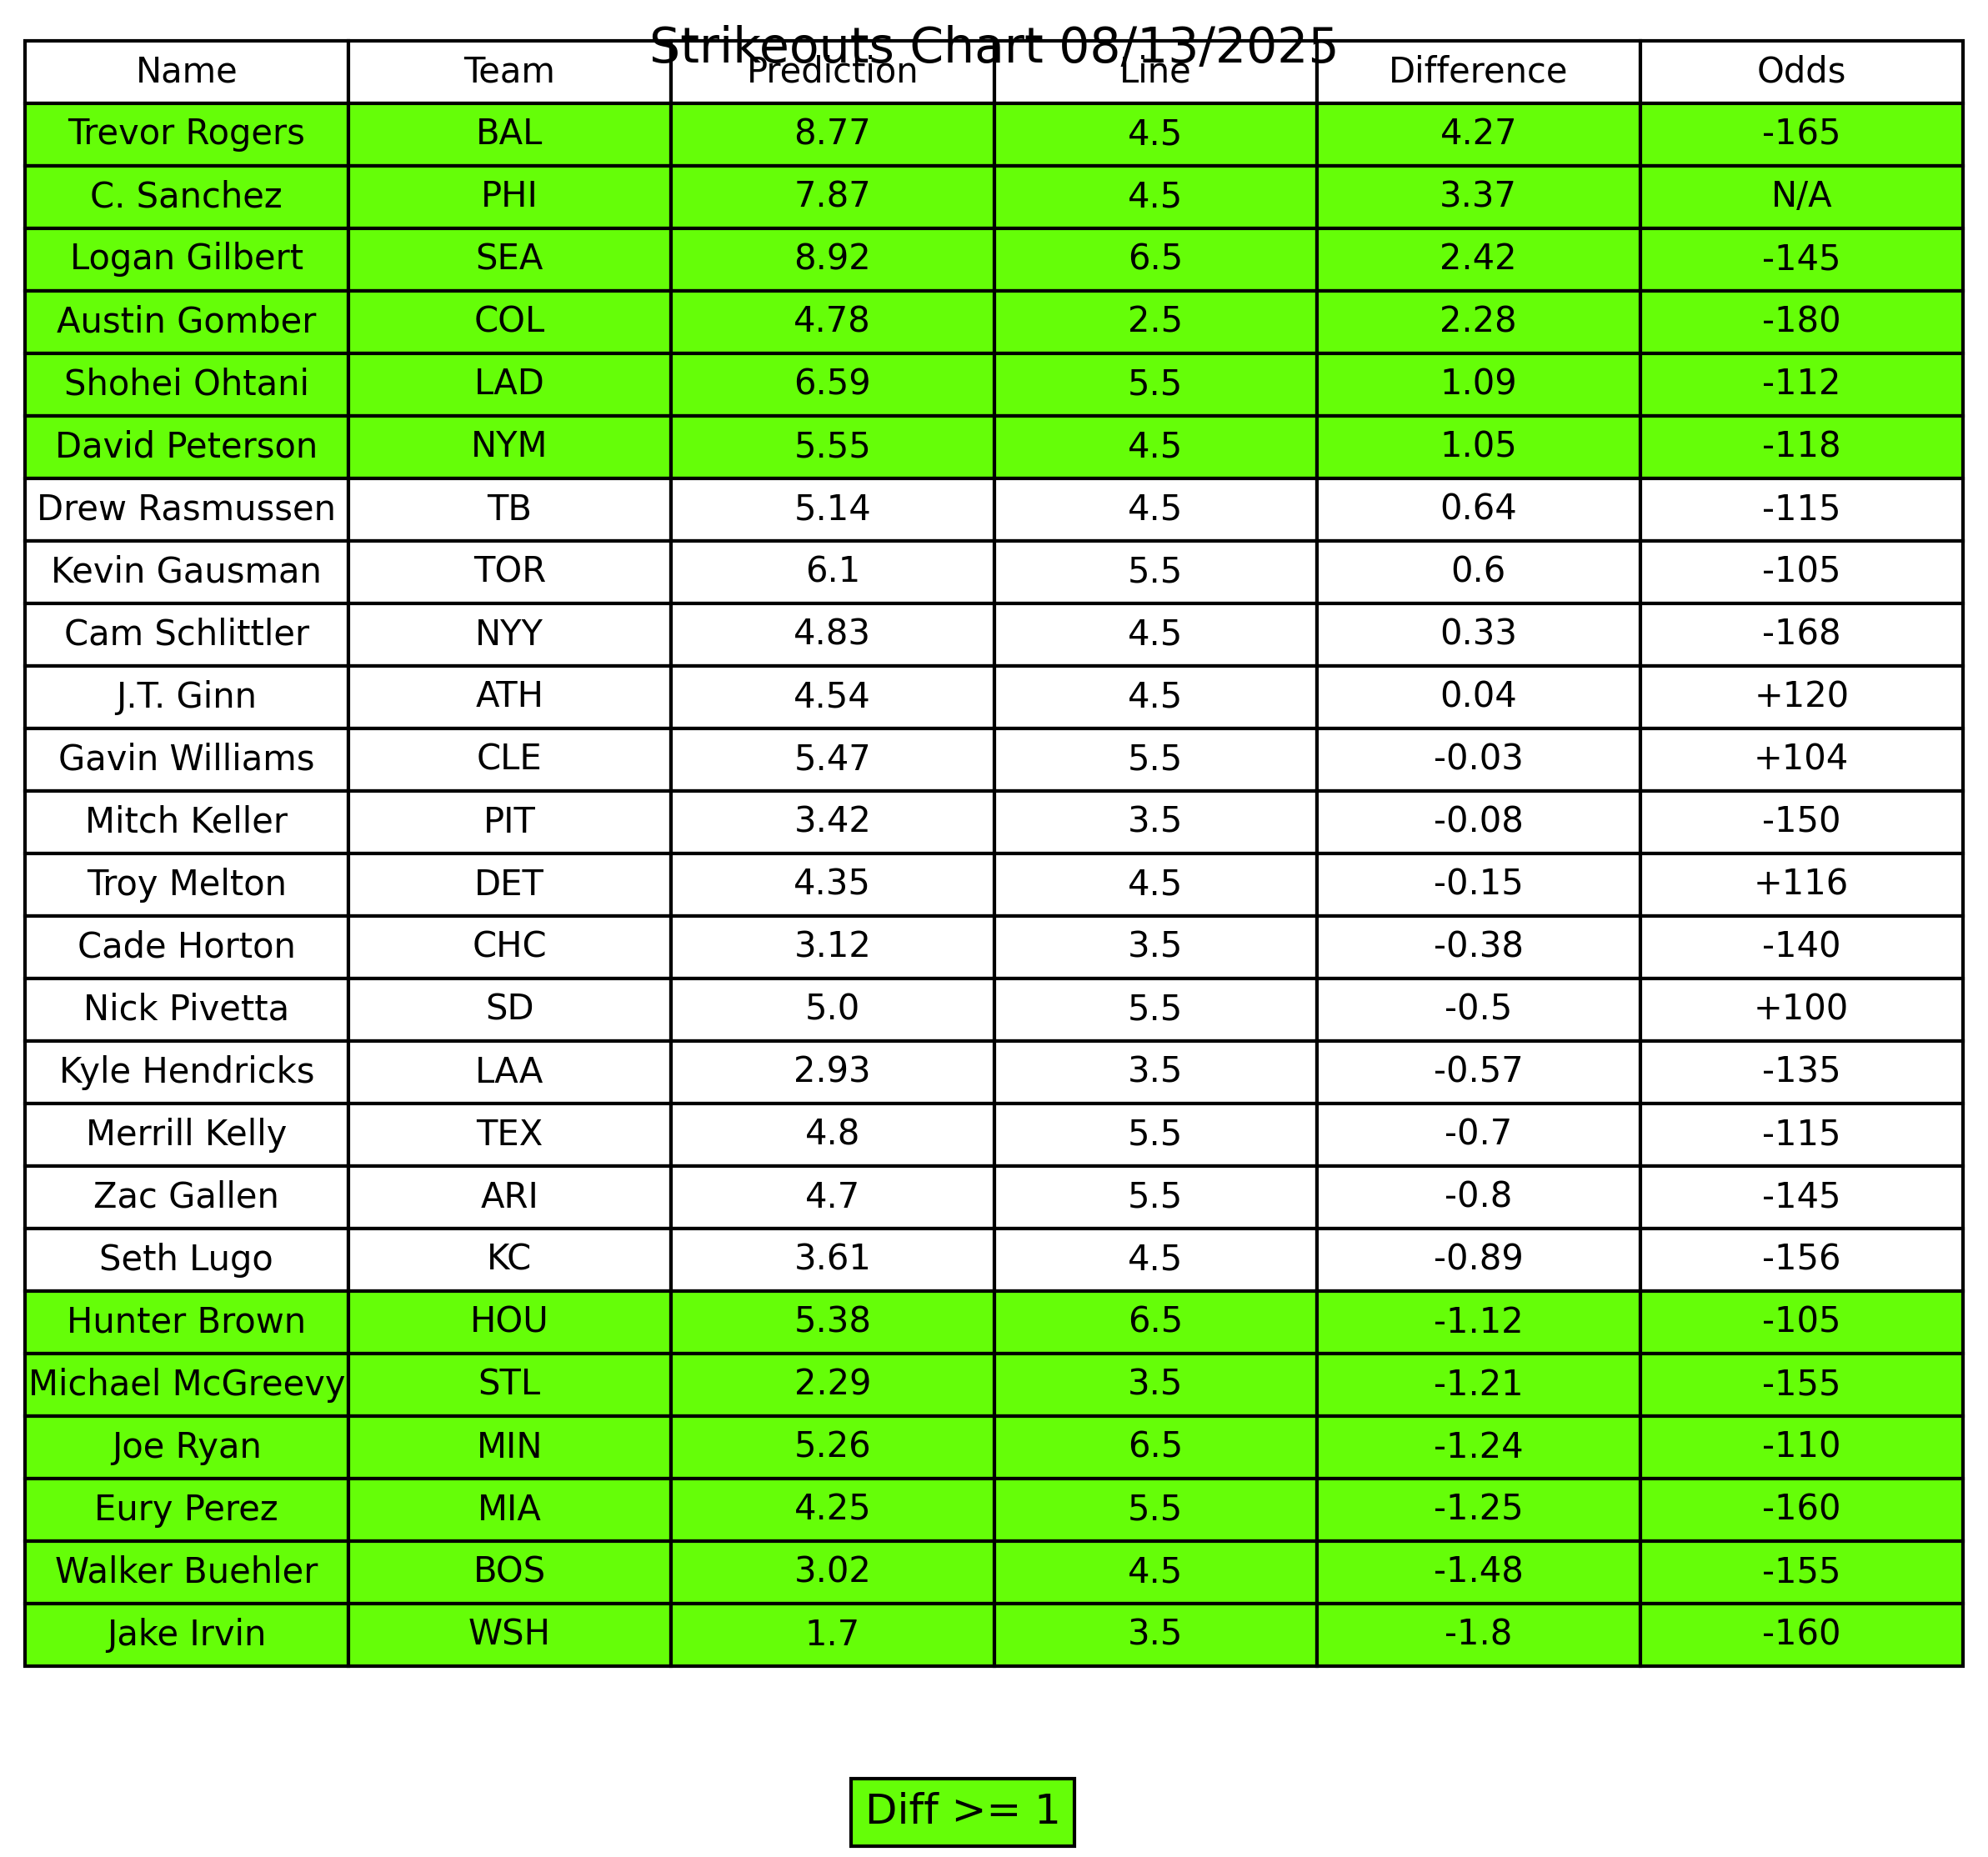 Strikeouts Chart 08/13/2025
Name Team Prediction Line Difference Odds
Trevor Rogers BAL 8.77 4.5 4.27 -165
C. Sanchez PHI 7.87 4.5 3.37 N/A
Logan Gilbert SEA 8.92 6.5 2.42 -145
Austin Gomber COL 4.78 2.5 2.28 -180
Shohei Ohtani LAD 6.59 5.5 1.09 -112
David Peterson NYM 5.55 4.5 1.05 -118
Drew Rasmussen TB 5.14 4.5 0.64 -115
Kevin Gausman TOR 6.1 5.5 0.6 -105
Cam Schlittler NYY 4.83 4.5 0.33 -168
J.T. Ginn ATH 4.54 4.5 0.04 +120
Gavin Williams CLE 5.47 5.5 -0.03 +104
Mitch Keller PIT 3.42 3.5 -0.08 -150
Troy Melton DET 4.35 4.5 -0.15 +116
Cade Horton CHC 3.12 3.5 -0.38 -140
Nick Pivetta SD 5.0 5.5 -0.5 +100
Kyle Hendricks LAA 2.93 3.5 -0.57 -135
Merrill Kelly TEX 4.8 5.5 -0.7 -115
Zac Gallen ARI 4.7 5.5 -0.8 -145
Seth Lugo KC 3.61 4.5 -0.89 -156
Hunter Brown HOU 5.38 6.5 -1.12 -105
Michael McGreevy STL 2.29 3.5 -1.21 -155
Joe Ryan MIN 5.26 6.5 -1.24 -110
Eury Perez MIA 4.25 5.5 -1.25 -160
Walker Buehler BOS 3.02 4.5 -1.48 -155
Jake Irvin WSH 1.7 3.5 -1.8 -160
Diff >= 1